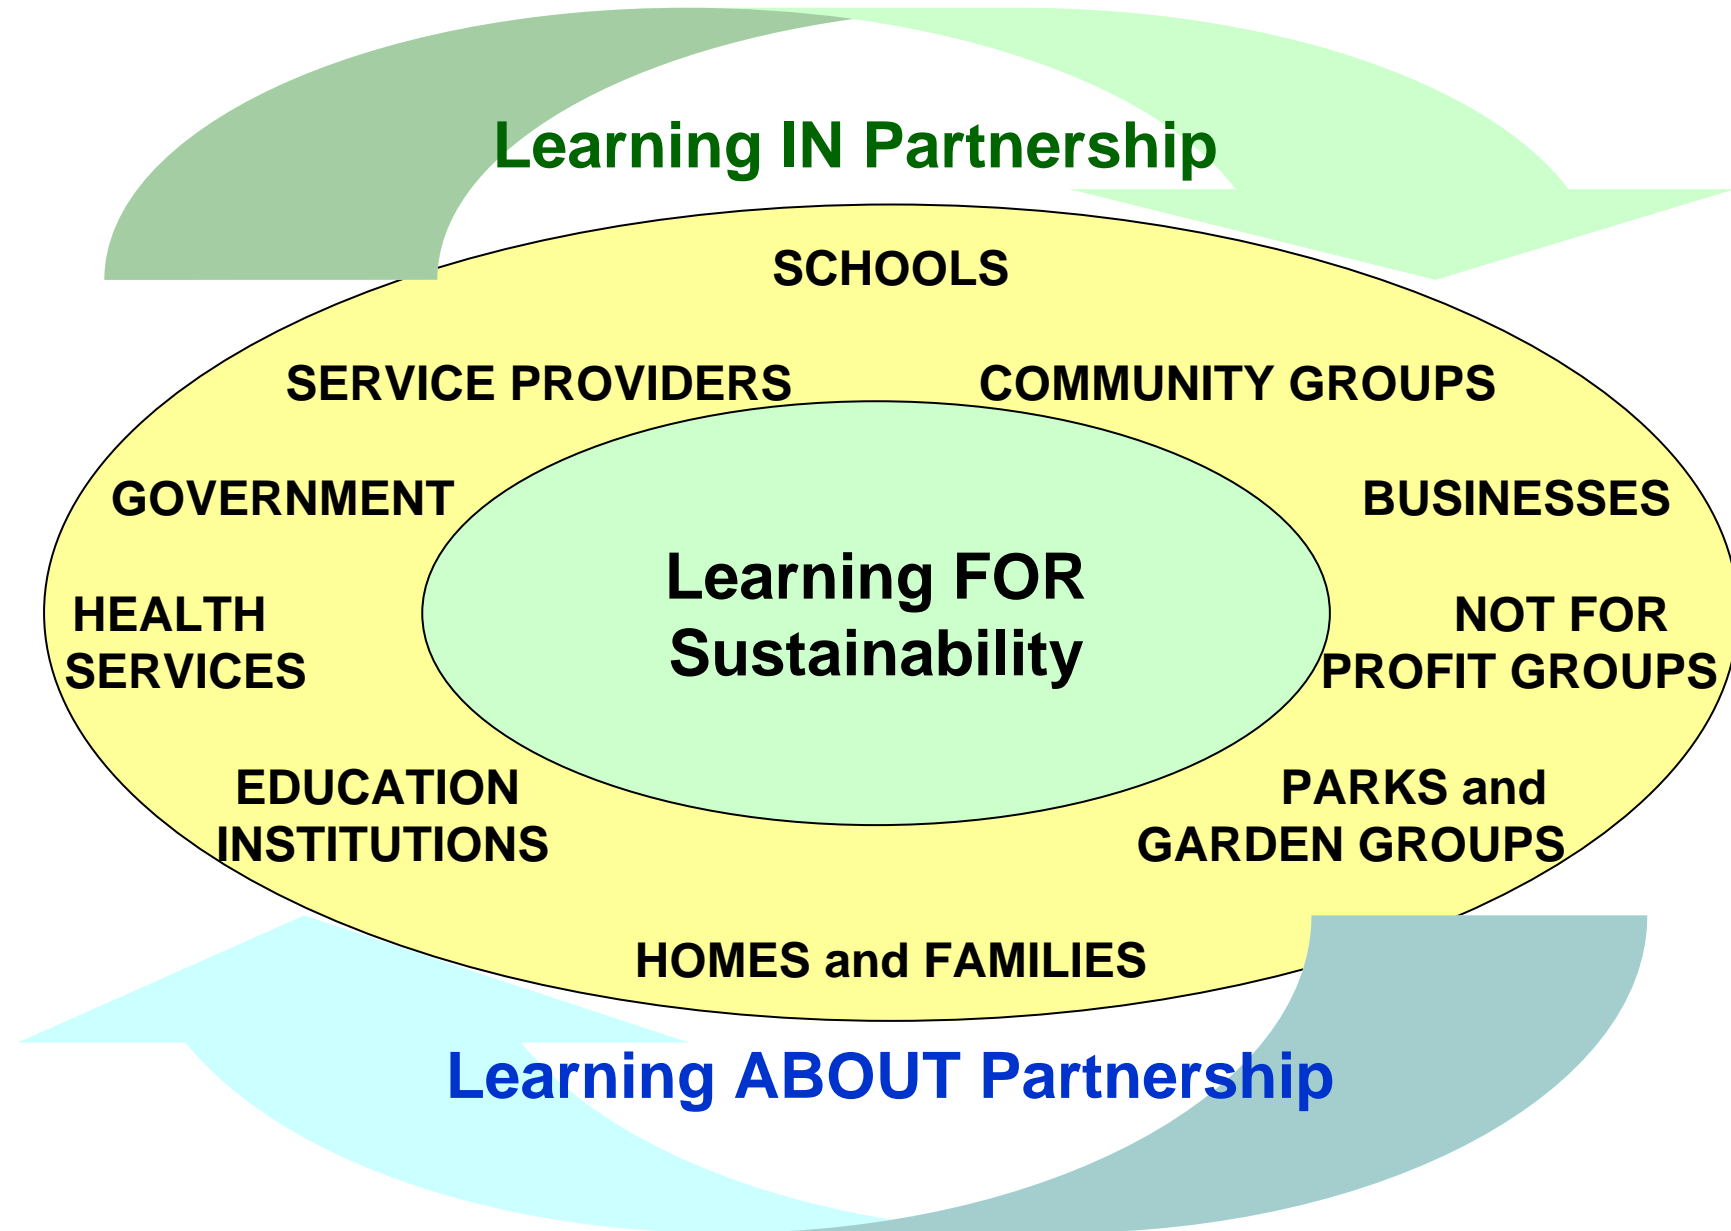 Learning IN Partnership
SCHOOLS
SERVICE PROVIDERS
COMMUNITY GROUPS
GOVERNMENT
BUSINESSES
Learning FOR
Sustainability
HEALTH
SERVICES
NOT FOR
PROFIT GROUPS
EDUCATION
INSTITUTIONS
PARKS and
GARDEN GROUPS
HOMES and FAMILIES
Learning ABOUT Partnership